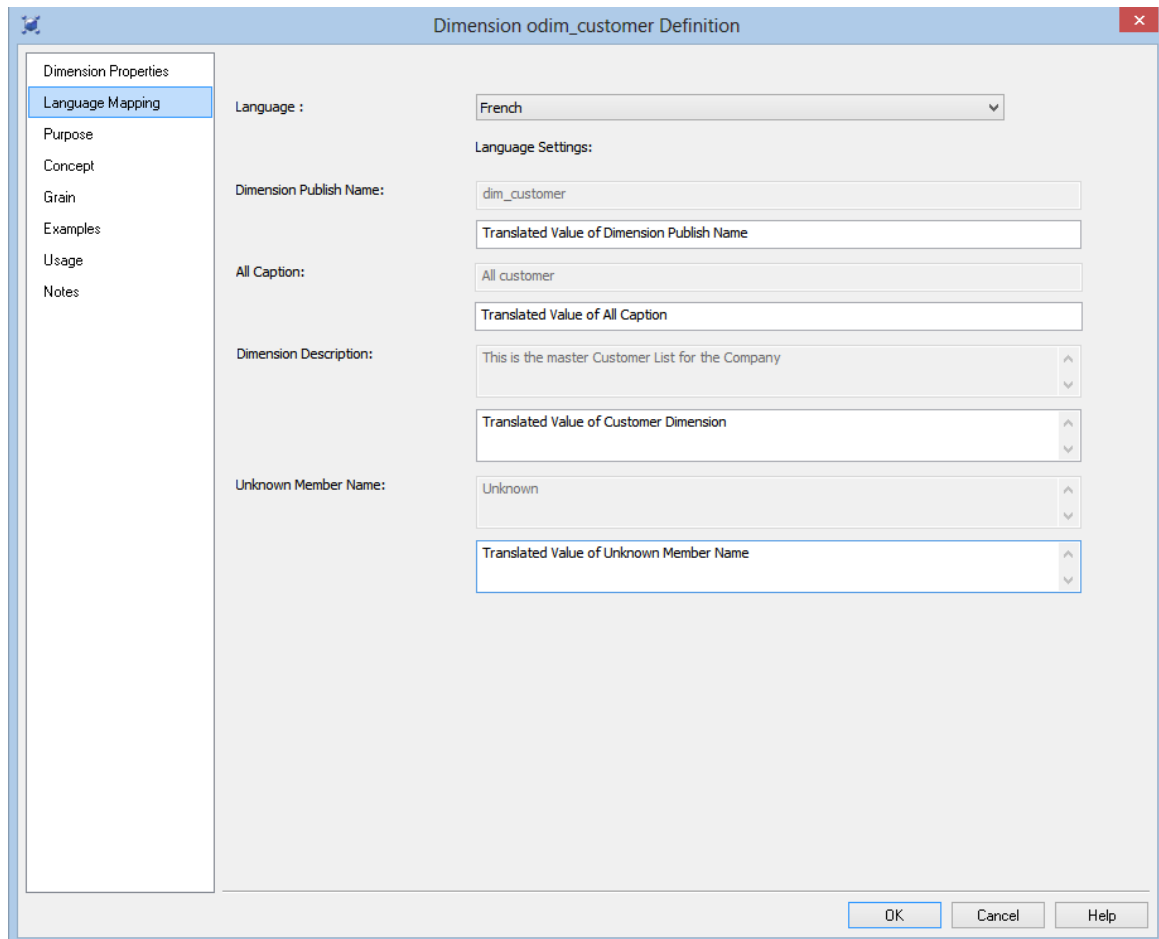 Dimension odim_customer Definition
Dimension Properties
Language Mapping
Purpose
Concept
Grain
Examples
Usage
Notes
Language :
French
Language Settings:
Dimension Publish Name:
dim_customer
Translated Value of Dimension Publish Name
All Caption:
All customer
Translated Value of All Caption
Dimension Description:
This is the master Customer List for the Company
Translated Value of Customer Dimension
Unknown Member Name:
Unknown
Translated Value of Unknown Member Name
OK
Cancel
Help